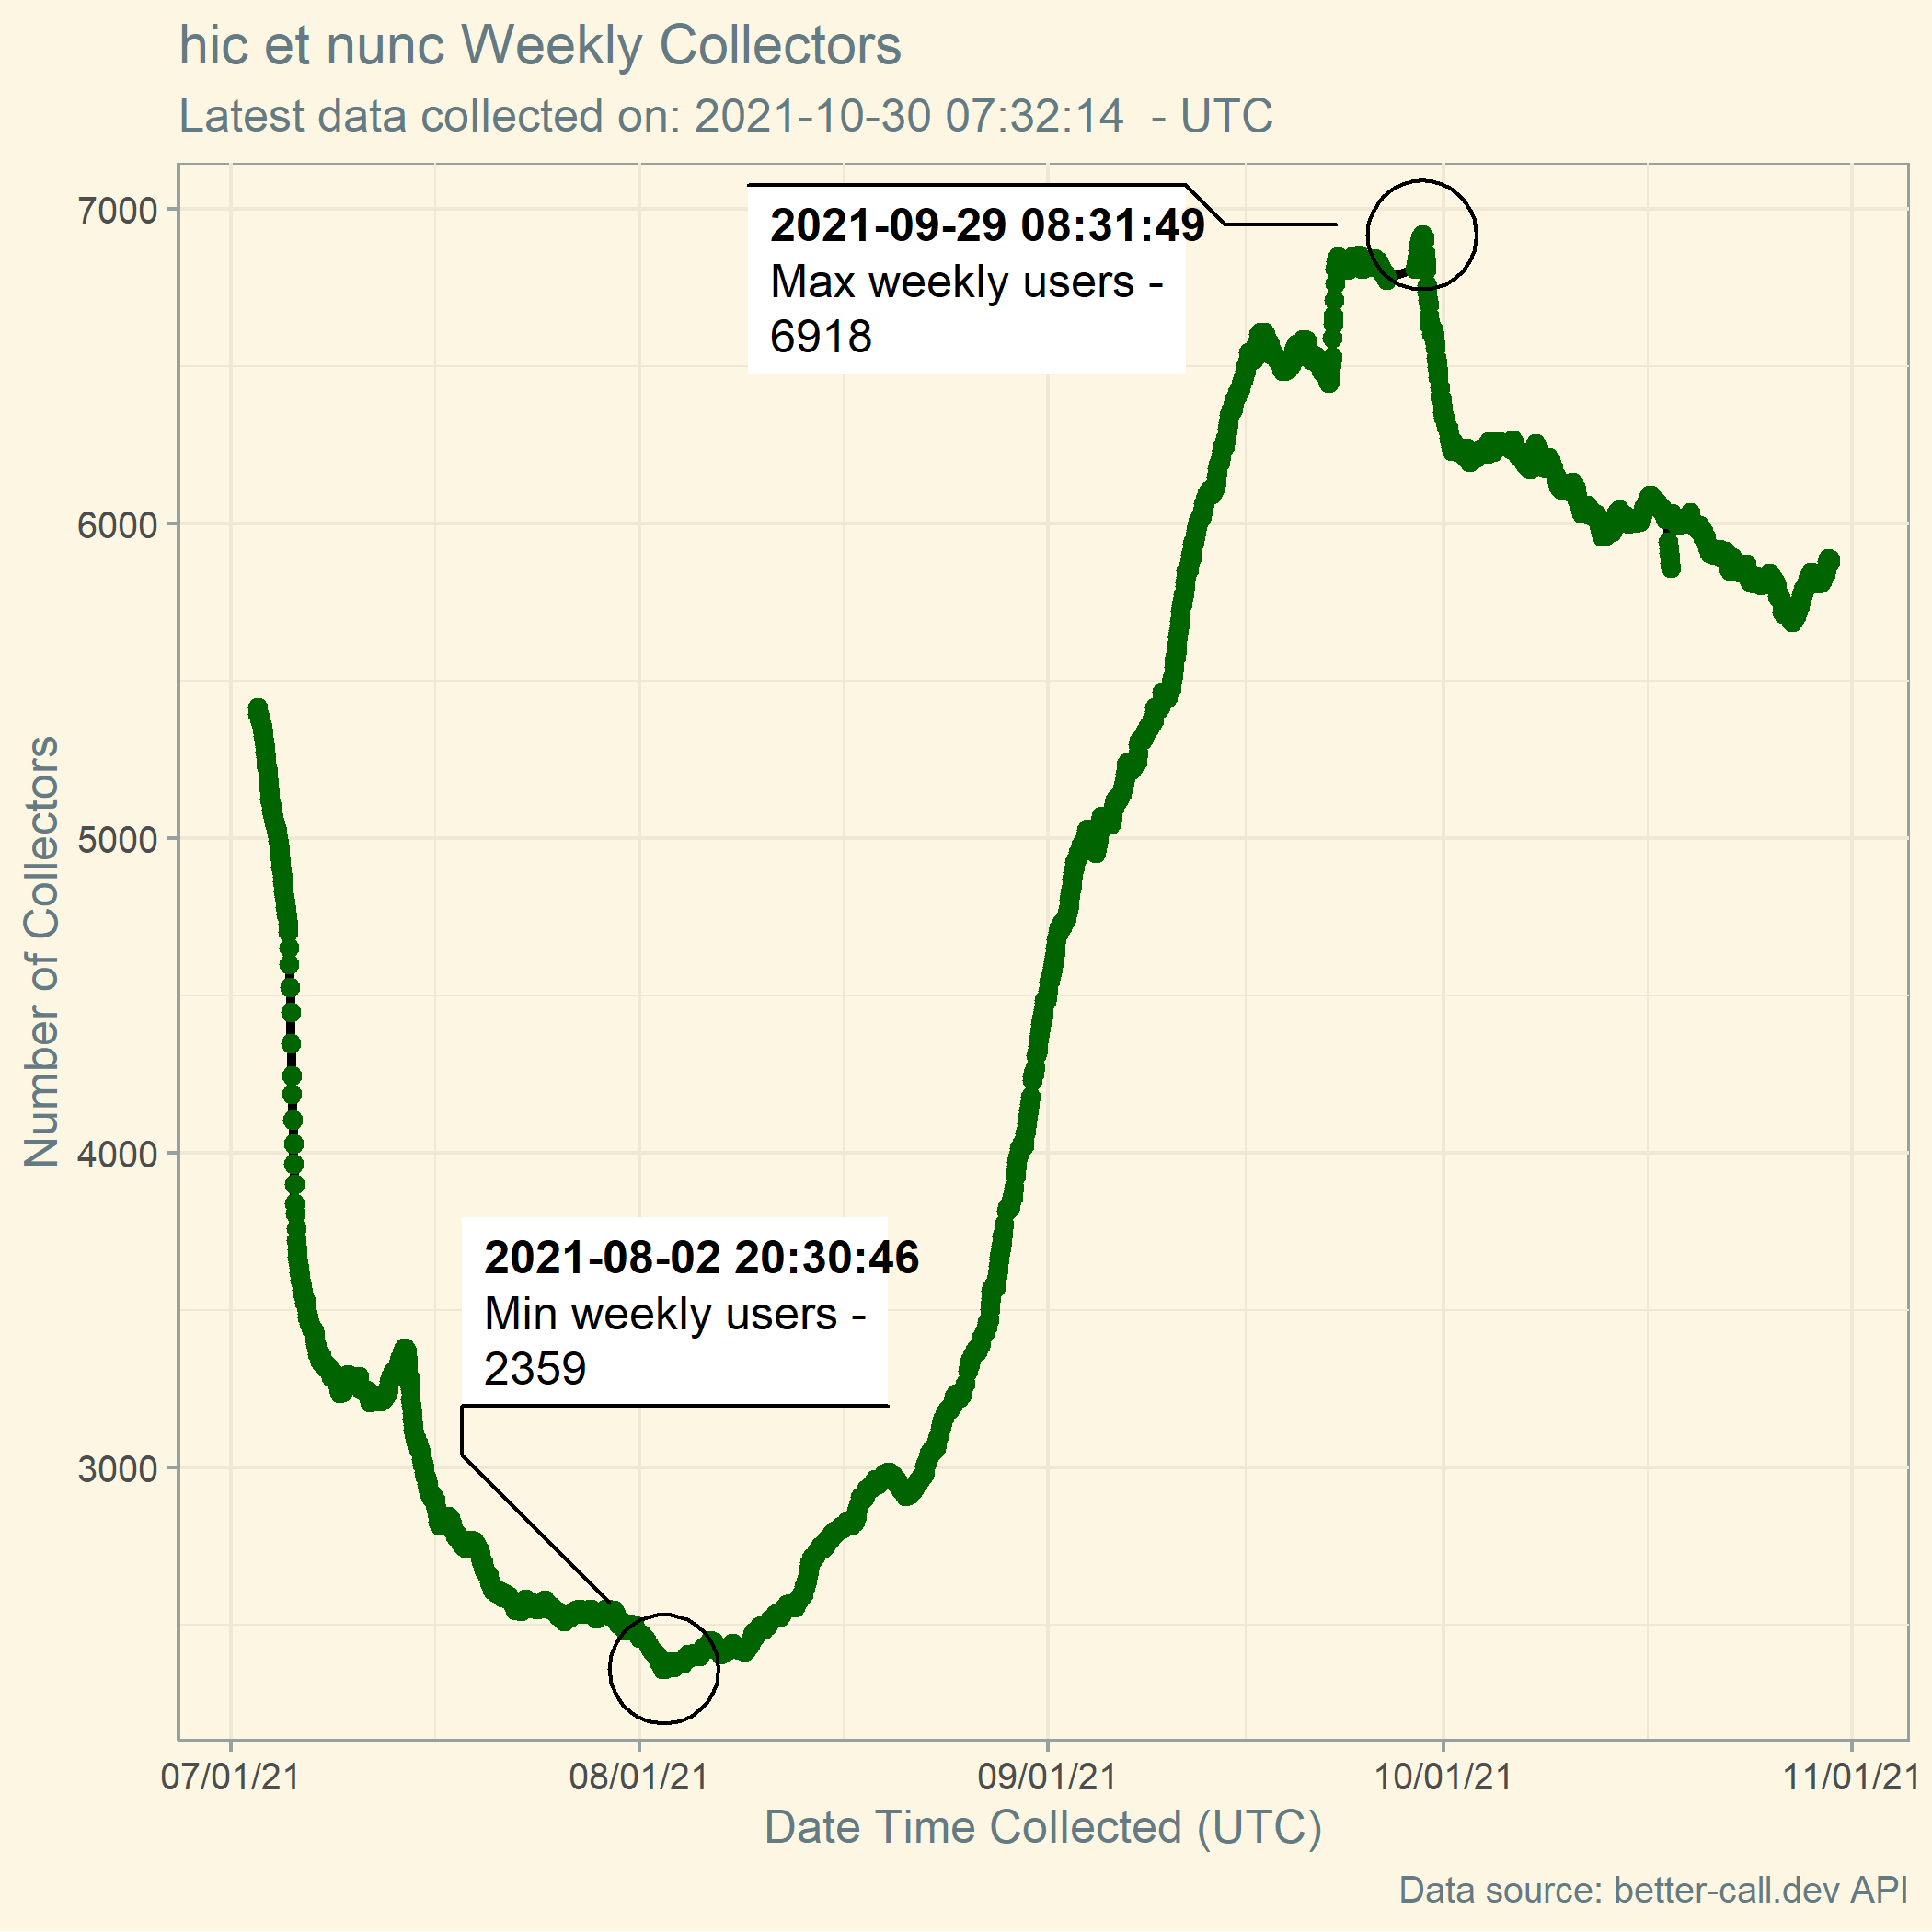 hic et nunc Weekly Collectors
Latest data collected on: 2021-10-30 07:32:14  - UTC
Number of Collectors
7000
6000
5000
4000
3000
2021-09-29 08:31:49
Max weekly users -
6918
2021-08-02 20:30:46
Min weekly users -
2359
07/01/21
08/01/21
09/01/21
10/01/21
11/01/21
Date Time Collected (UTC)
Data source: better-call.dev API